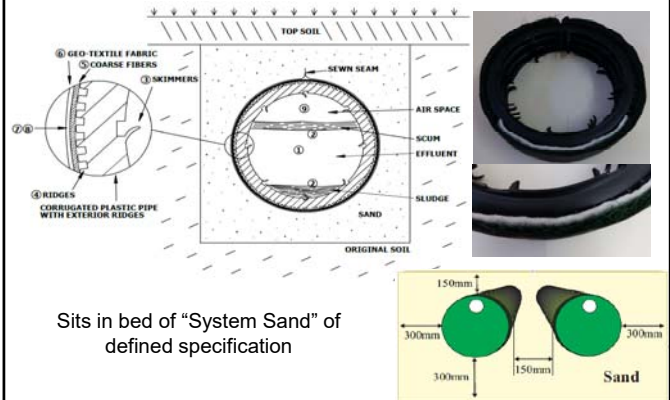 TOP SOIL
⑥ GEO-TEXTILE FABRIC
⑤ COARSE FIBERS
③ SKIMMERS
SEWN SEAM
⑨
AIR SPACE
②
SCUM
⑦⑧
①
EFFLUENT
②
SLUDGE
④ RIDGES
CORRUGATED PLASTIC PIPE
WITH EXTERIOR RIDGES
SAND
ORIGINAL SOIL
Sits in bed of “System Sand” of
defined specification
150mm
300mm
300mm
150mm
300mm
Sand